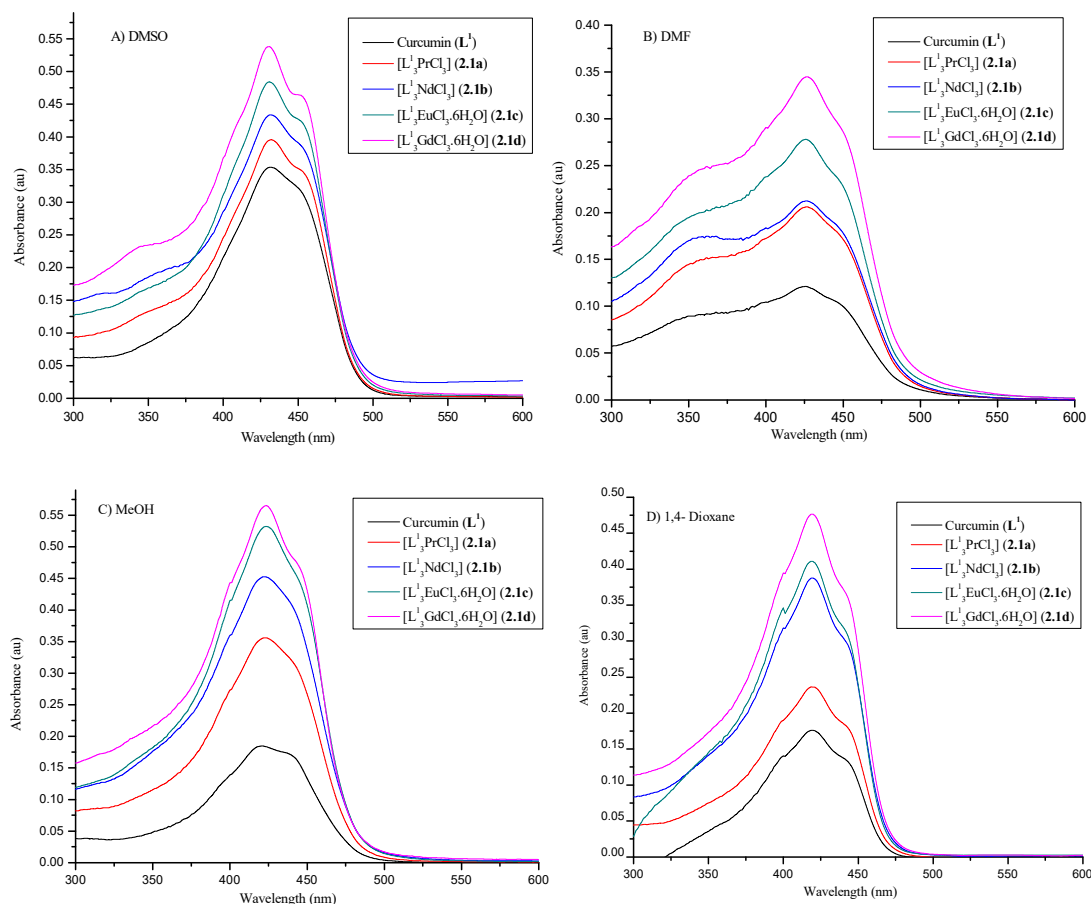 A) DMSO
Curcumin (L¹)
[L¹₃PrCl₃] (2.1a)
[L¹₃NdCl₃] (2.1b)
[L¹₃EuCl₃.6H₂O] (2.1c)
[L¹₃GdCl₃.6H₂O] (2.1d)
Absorbance (au)
0.55
0.50
0.45
0.40
0.35
0.30
0.25
0.20
0.15
0.10
0.05
0.00
300 350 400 450 500 550 600
Wavelength (nm)
B) DMF
Curcumin (L¹)
[L¹₃PrCl₃] (2.1a)
[L¹₃NdCl₃] (2.1b)
[L¹₃EuCl₃.6H₂O] (2.1c)
[L¹₃GdCl₃.6H₂O] (2.1d)
Absorbance (au)
0.40
0.35
0.30
0.25
0.20
0.15
0.10
0.05
0.00
300 350 400 450 500 550 600
Wavelength (nm)
C) MeOH
Curcumin (L¹)
[L¹₃PrCl₃] (2.1a)
[L¹₃NdCl₃] (2.1b)
[L¹₃EuCl₃.6H₂O] (2.1c)
[L¹₃GdCl₃.6H₂O] (2.1d)
Absorbance (au)
0.55
0.50
0.45
0.40
0.35
0.30
0.25
0.20
0.15
0.10
0.05
0.00
300 350 400 450 500 550 600
Wavelength (nm)
D) 1,4- Dioxane
Curcumin (L¹)
[L¹₃PrCl₃] (2.1a)
[L¹₃NdCl₃] (2.1b)
[L¹₃EuCl₃.6H₂O] (2.1c)
[L¹₃GdCl₃.6H₂O] (2.1d)
Absorbance (au)
0.50
0.45
0.40
0.35
0.30
0.25
0.20
0.15
0.10
0.05
0.00
300 350 400 450 500 550 600
Wavelength (nm)